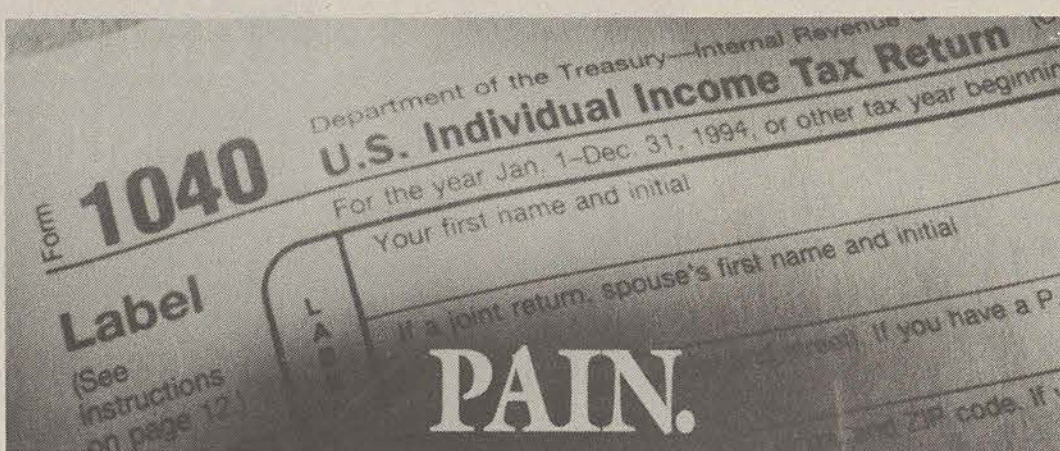 Department of the Treasury—Internal Revenue
U.S. Individual Income Tax Return
Form 1040
For the year Jan. 1–Dec. 31, 1994, or other tax year beginnin
Your first name and initial
Label
(See
instructions
on page 12.)
L
A
B
If a joint return, spouse's first name and initial
If you have a P
and ZIP code. If
PAIN.